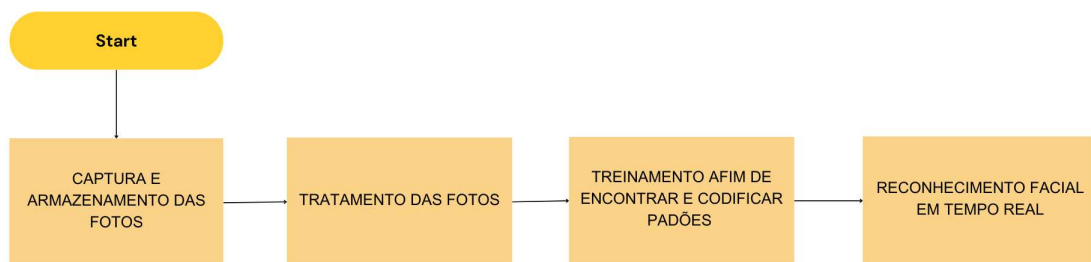 Start
CAPTURA E
ARMAZENAMENTO DAS
FOTOS
TRATAMENTO DAS FOTOS
TREINAMENTO AFIM DE
ENCONTRAR E CODIFICAR
PADÕES
RECONHECIMENTO FACIAL
EM TEMPO REAL